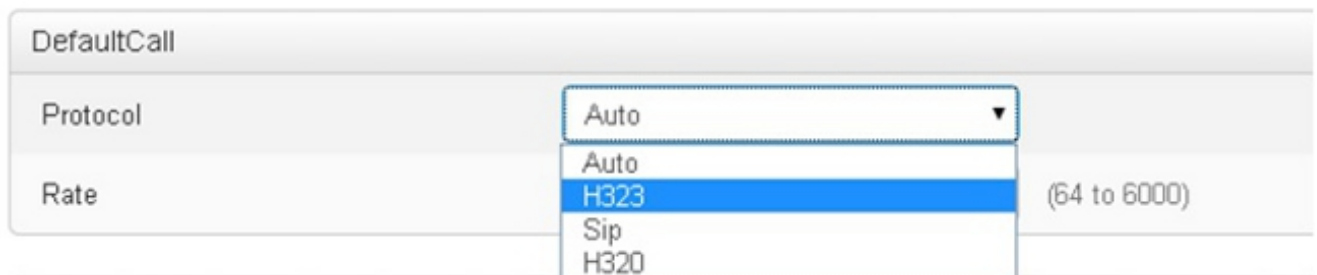 DefaultCall
Protocol Auto
Auto
Rate H323 (64 to 6000)
Sip
H320